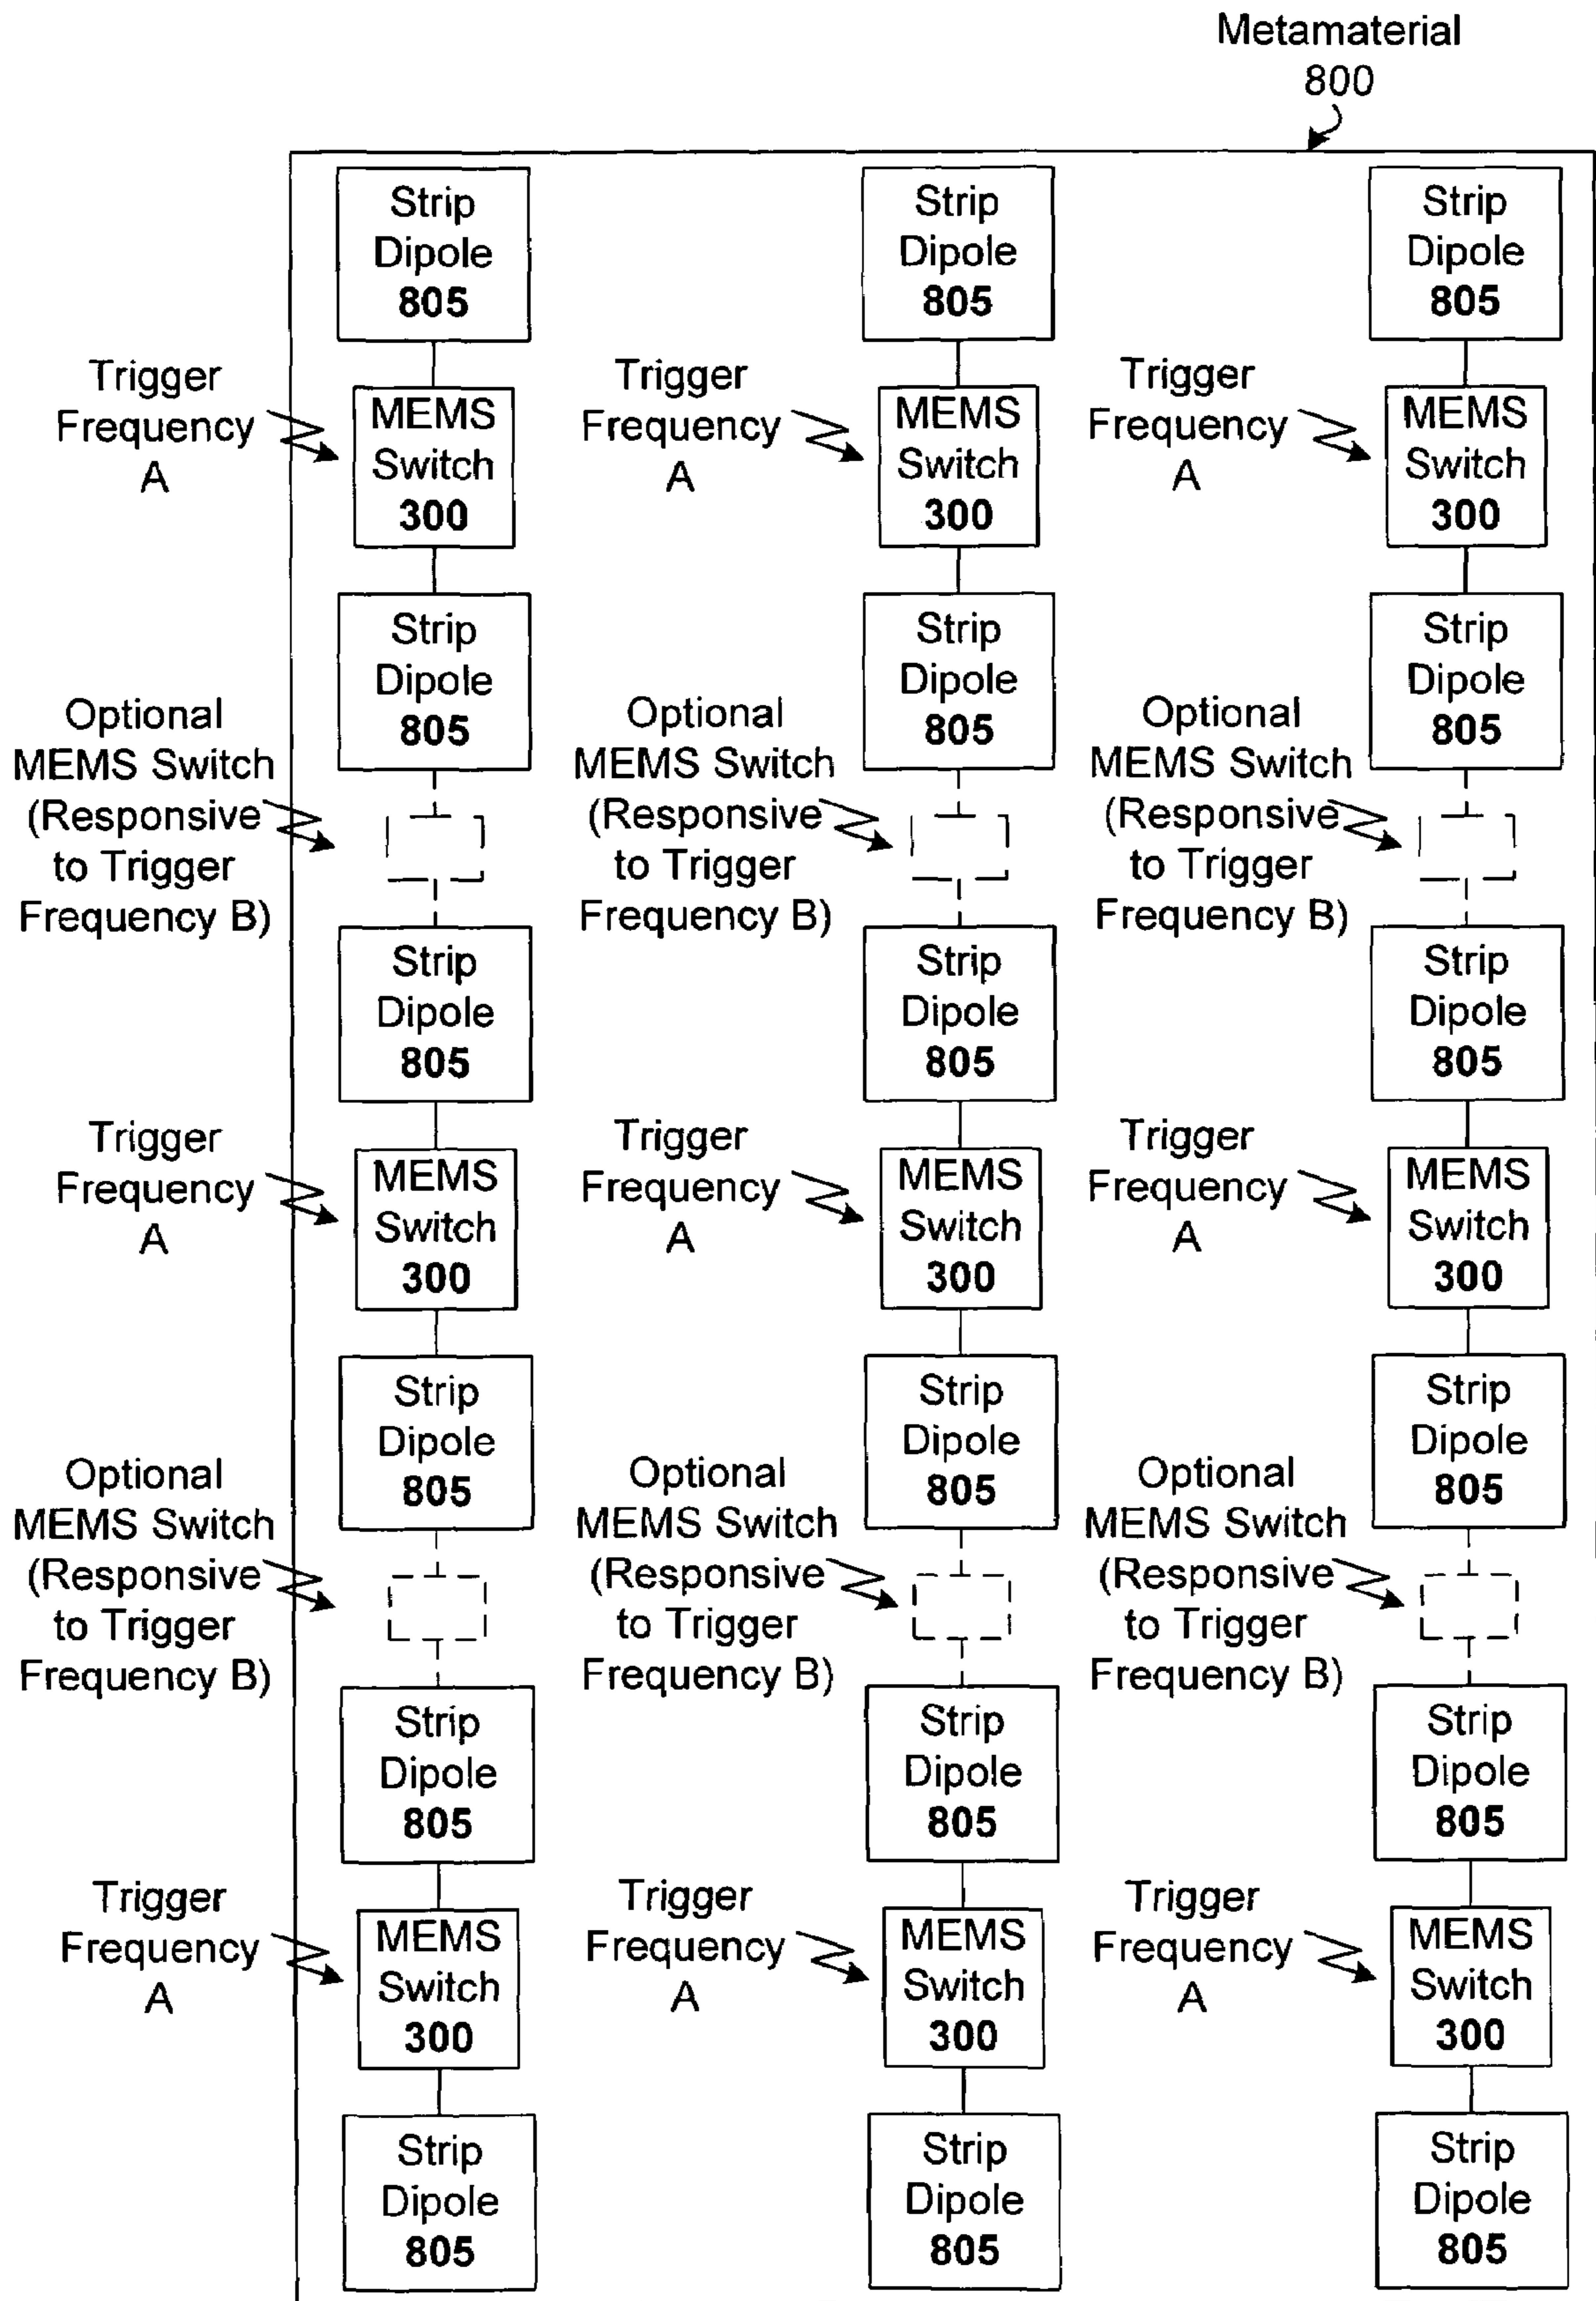 Metamaterial
800
Strip
Dipole
805
Strip
Dipole
805
Strip
Dipole
805
Trigger
Frequency
A
MEMS
Switch
300
Trigger
Frequency
A
MEMS
Switch
300
Trigger
Frequency
A
MEMS
Switch
300
Strip
Dipole
805
Strip
Dipole
805
Strip
Dipole
805
Optional
MEMS Switch
(Responsive
to Trigger
Frequency B)
Optional
MEMS Switch
(Responsive
to Trigger
Frequency B)
Optional
MEMS Switch
(Responsive
to Trigger
Frequency B)
Strip
Dipole
805
Strip
Dipole
805
Strip
Dipole
805
Trigger
Frequency
A
MEMS
Switch
300
Trigger
Frequency
A
MEMS
Switch
300
Trigger
Frequency
A
MEMS
Switch
300
Strip
Dipole
805
Strip
Dipole
805
Strip
Dipole
805
Optional
MEMS Switch
(Responsive
to Trigger
Frequency B)
Optional
MEMS Switch
(Responsive
to Trigger
Frequency B)
Optional
MEMS Switch
(Responsive
to Trigger
Frequency B)
Strip
Dipole
805
Strip
Dipole
805
Strip
Dipole
805
Trigger
Frequency
A
MEMS
Switch
300
Trigger
Frequency
A
MEMS
Switch
300
Trigger
Frequency
A
MEMS
Switch
300
Strip
Dipole
805
Strip
Dipole
805
Strip
Dipole
805